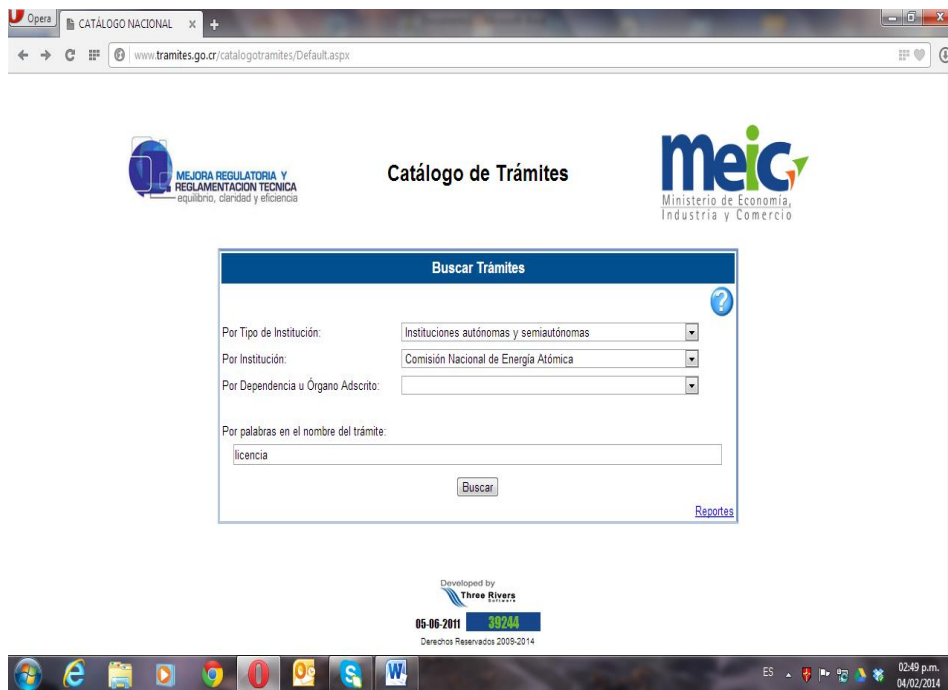 Opera
CATÁLOGO NACIONAL
www.tramites.go.cr/catalogotramites/Default.aspx
MEJORA REGULATORIA Y
REGLAMENTACION TECNICA
equilibrio, claridad y eficiencia
Catálogo de Trámites
meic
Ministerio de Economía,
Industria y Comercio
Buscar Trámites
Por Tipo de Institución: Instituciones autónomas y semiautónomas
Por Institución: Comisión Nacional de Energía Atómica
Por Dependencia u Órgano Adscrito:
Por palabras en el nombre del trámite:
licencia
Buscar
Reportes
Developed by
Three Rivers
Software
05-06-2011 39244
Derechos Reservados 2009-2014
ES 02:49 p.m.
04/02/2014